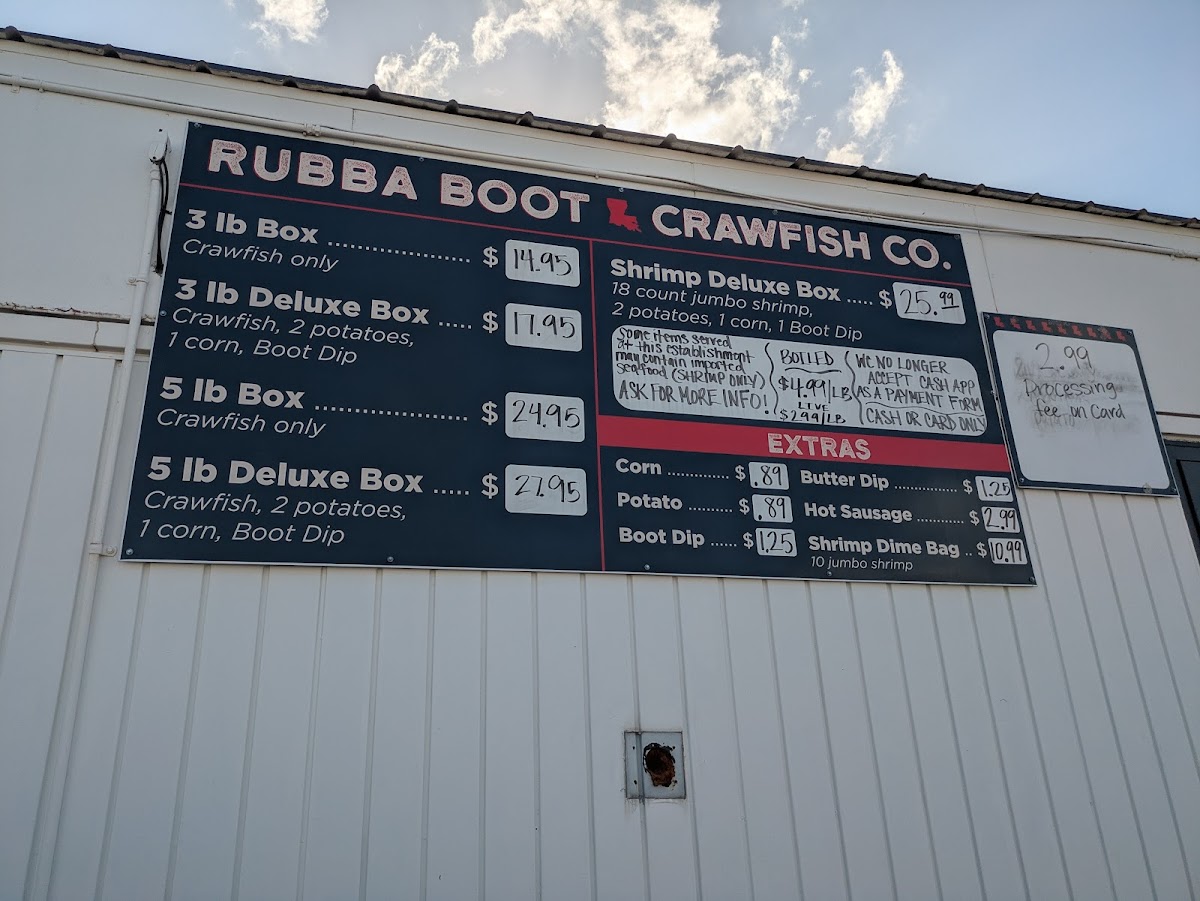 RUBBA BOOT CRAWFISH CO.
3 lb Box ........................ $ 14.95
Crawfish only
3 lb Deluxe Box ..... $ 17.95
Crawfish, 2 potatoes,
1 corn, Boot Dip
5 lb Box ........................ $ 24.95
Crawfish only
5 lb Deluxe Box ..... $ 27.95
Crawfish, 2 potatoes,
1 corn, Boot Dip
Shrimp Deluxe Box ..... $ 25.99
18 count jumbo shrimp,
2 potatoes, 1 corn, 1 Boot Dip
Some items served
at this establishment
may contain imported
seafood (SHRIMP ONLY)
ASK FOR MORE INFO!
BOILED
$4.99/LB
LIVE
$2.99/LB
WE NO LONGER
ACCEPT CASH APP
AS A PAYMENT FORM
CASH OR CARD ONLY
EXTRAS
Corn ............ $ .89
Potato ........ $ .89
Boot Dip ...... $ 1.25
Butter Dip .............. $ 1.25
Hot Sausage ........... $ 2.99
Shrimp Dime Bag .. $ 10.99
10 jumbo shrimp
2.99
Processing
fee on Card